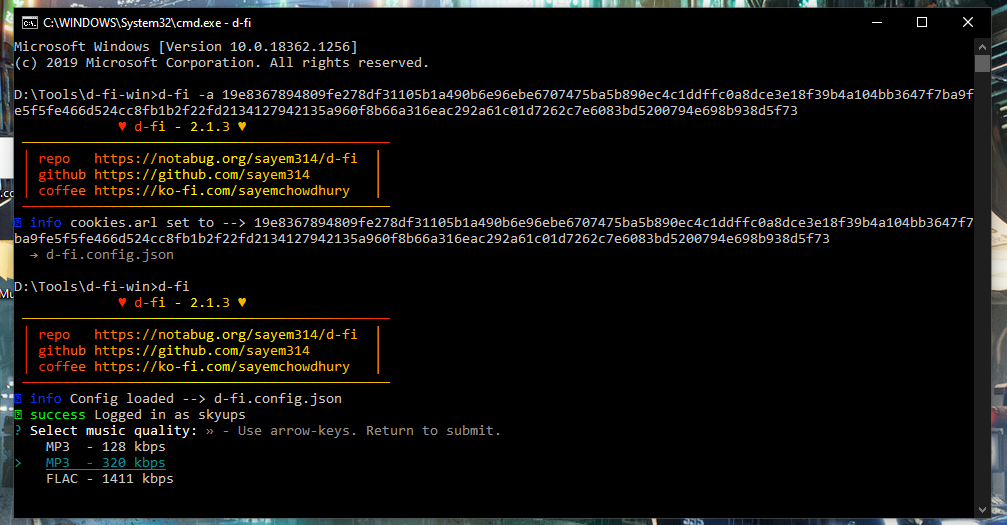 C:\WINDOWS\System32\cmd.exe - d-fi
Microsoft Windows [Version 10.0.18362.1256]
(c) 2019 Microsoft Corporation. All rights reserved.
D:\Tools\d-fi-win>d-fi -a 19e8367894809fe278df31105b1a490b6e96ebe6707475ba5b890ec4c1ddffc0a8dce3e18f39b4a104bb3647f7ba9f
e5f5fe466d524cc8fb1b2f22fd2134127942135a960f8b66a316eac292a61c01d7262c7e6083bd5200794e698b938d5f73
♥ d-fi - 2.1.3 ♥
repo https://notabug.org/sayem314/d-fi
github https://github.com/sayem314
coffee https://ko-fi.com/sayemchowdhury
info cookies.arl set to --> 19e8367894809fe278df31105b1a490b6e96ebe6707475ba5b890ec4c1ddffc0a8dce3e18f39b4a104bb3647f7
ba9fe5f5fe466d524cc8fb1b2f22fd2134127942135a960f8b66a316eac292a61c01d7262c7e6083bd5200794e698b938d5f73
→ d-fi.config.json
D:\Tools\d-fi-win>d-fi
♥ d-fi - 2.1.3 ♥
repo https://notabug.org/sayem314/d-fi
github https://github.com/sayem314
coffee https://ko-fi.com/sayemchowdhury
info Config loaded --> d-fi.config.json
success Logged in as skyups
? Select music quality: » - Use arrow-keys. Return to submit.
MP3 - 128 kbps
> MP3 - 320 kbps
FLAC - 1411 kbps